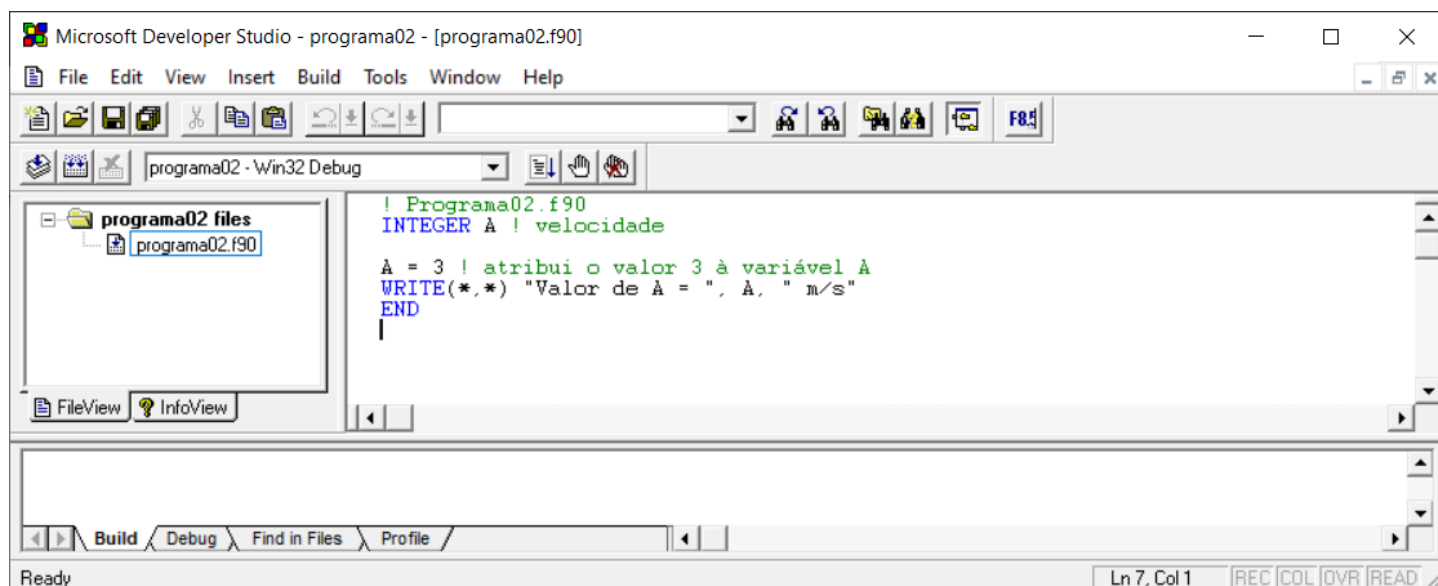 Microsoft Developer Studio - programa02 - [programa02.f90]
File Edit View Insert Build Tools Window Help
F8.5
programa02 - Win32 Debug
programa02 files
programa02.f90
! Programa02.f90
INTEGER A ! velocidade
A = 3 ! atribui o valor 3 à variável A
WRITE(*,*) "Valor de A = ", A, " m/s"
END
FileView InfoView
Build Debug Find in Files Profile
Ready Ln 7, Col 1 REC COL OVR READ